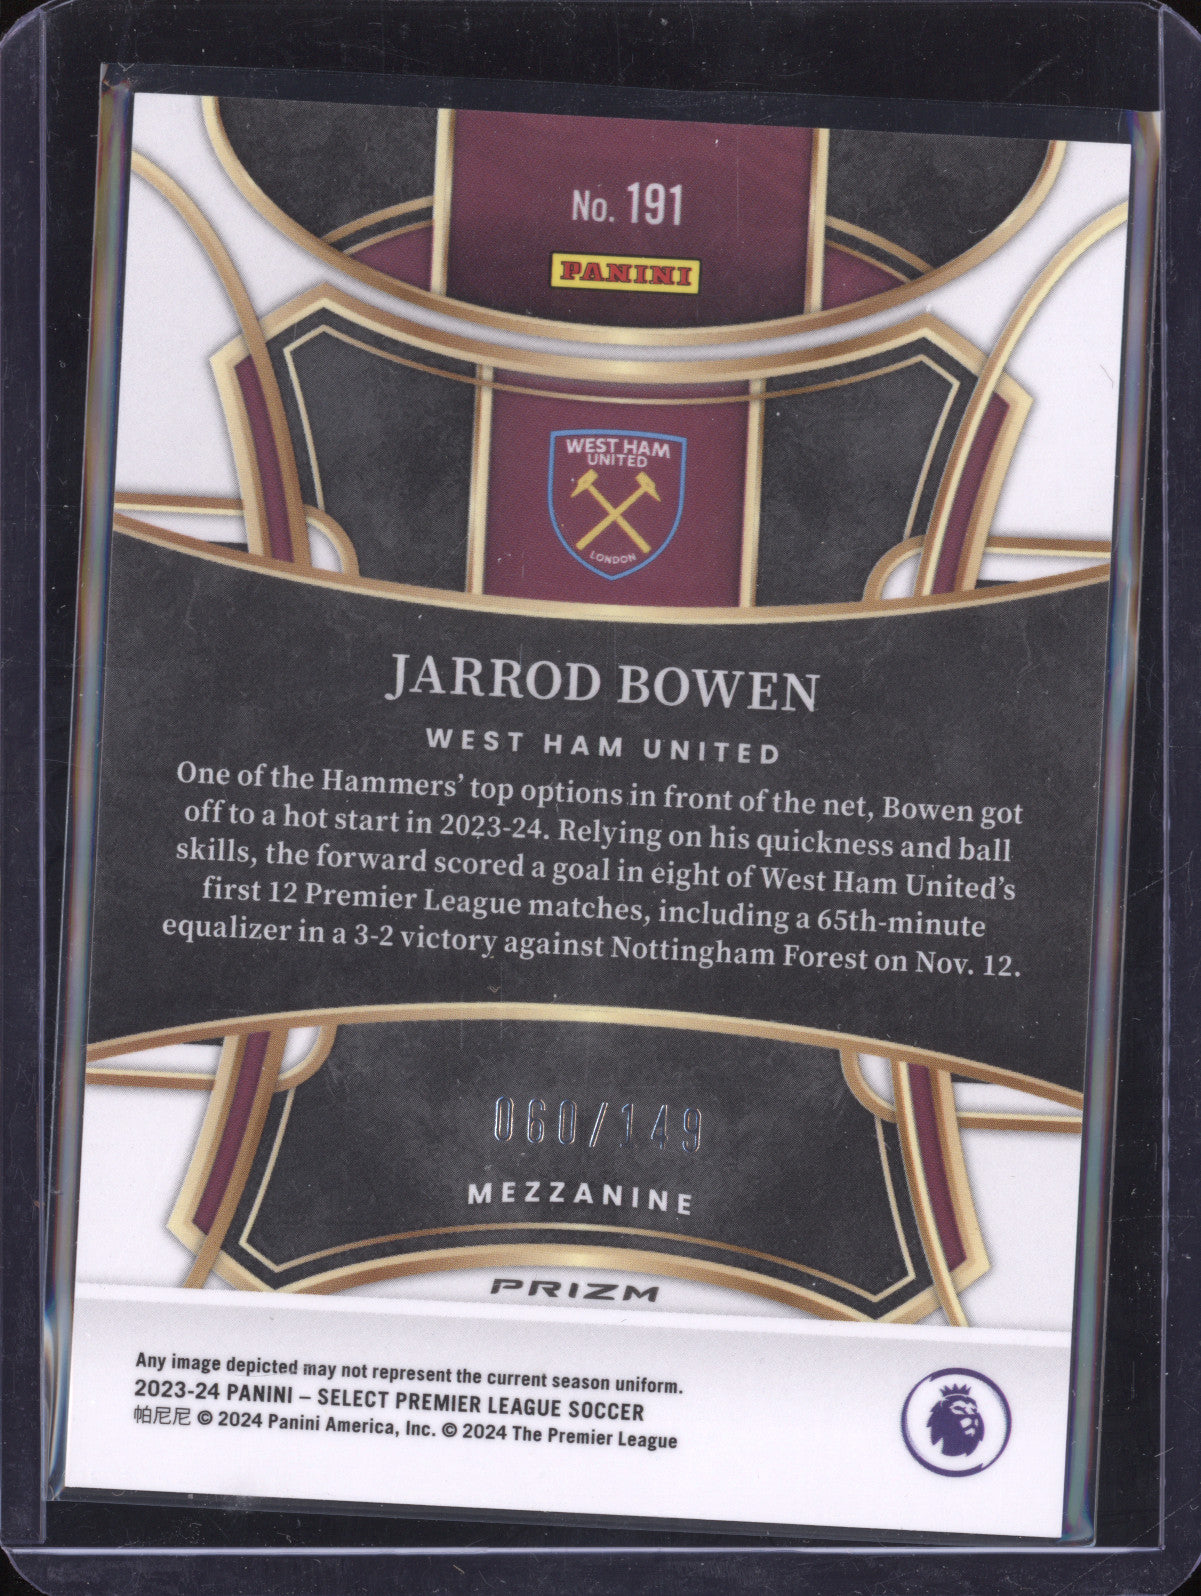 No. 191
PANINI
WEST HAM
UNITED
LONDON
JARROD BOWEN
WEST HAM UNITED
One of the Hammers' top options in front of the net, Bowen got
off to a hot start in 2023-24. Relying on his quickness and ball
skills, the forward scored a goal in eight of West Ham United's
first 12 Premier League matches, including a 65th-minute
equalizer in a 3-2 victory against Nottingham Forest on Nov. 12.
060/149
MEZZANINE
PRIZM
Any image depicted may not represent the current season uniform.
2023-24 PANINI – SELECT PREMIER LEAGUE SOCCER
帕尼尼 © 2024 Panini America, Inc. © 2024 The Premier League